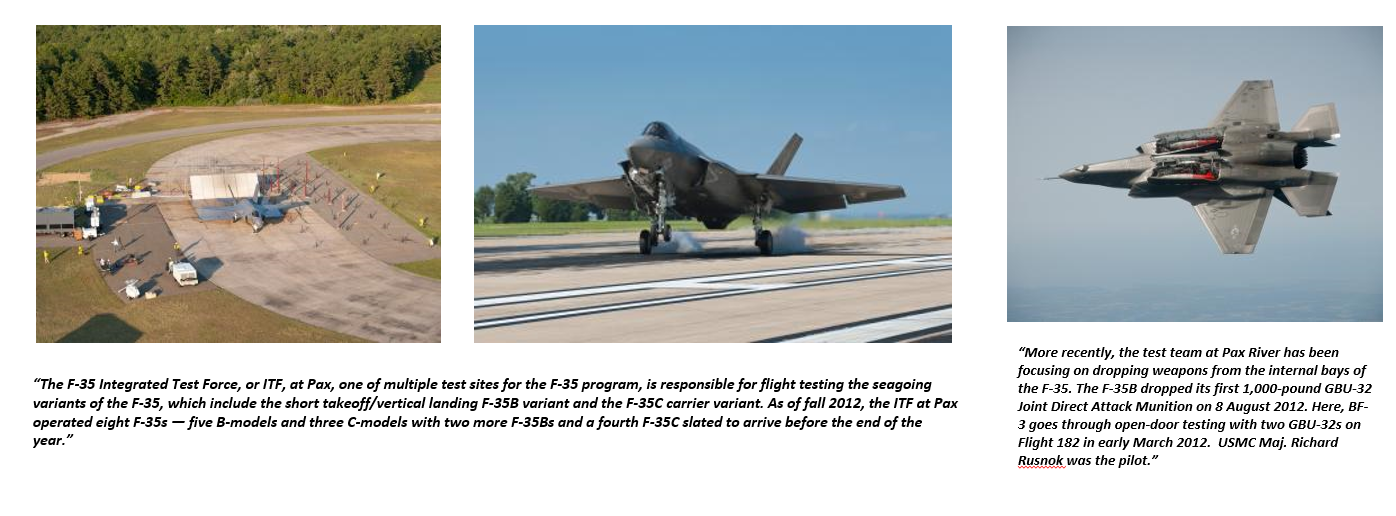 “The F-35 Integrated Test Force, or ITF, at Pax, one of multiple test sites for the F-35 program, is responsible for flight testing the seagoing
variants of the F-35, which include the short takeoff/vertical landing F-35B variant and the F-35C carrier variant. As of fall 2012, the ITF at Pax
operated eight F-35s — five B-models and three C-models with two more F-35Bs and a fourth F-35C slated to arrive before the end of the
year.”
“More recently, the test team at Pax River has been
focusing on dropping weapons from the internal bays of
the F-35. The F-35B dropped its first 1,000-pound GBU-32
Joint Direct Attack Munition on 8 August 2012. Here, BF-
3 goes through open-door testing with two GBU-32s on
Flight 182 in early March 2012.  USMC Maj. Richard
Rusnok was the pilot.”